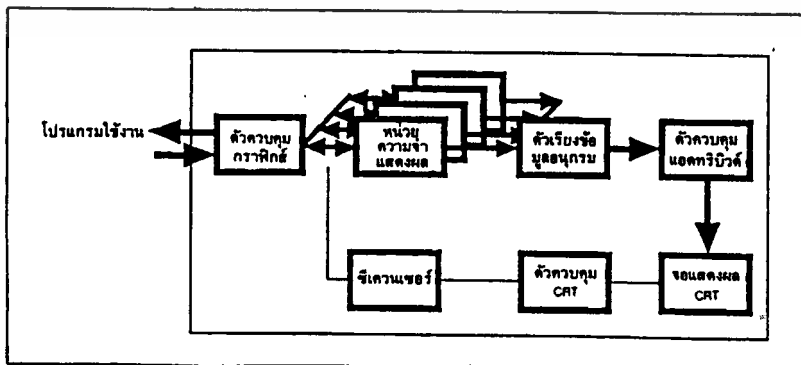 โปรแกรมใช้งาน
ตัวควบคุม
กราฟิกส์
หน่วย
ความจำ
แสดงผล
ตัวเรียงข้อ
มูลอนุกรม
ตัวควบคุม
แอตทริบิวต์
ซีเควนเซอร์
ตัวควบคุม
CRT
จอแสดงผล
CRT